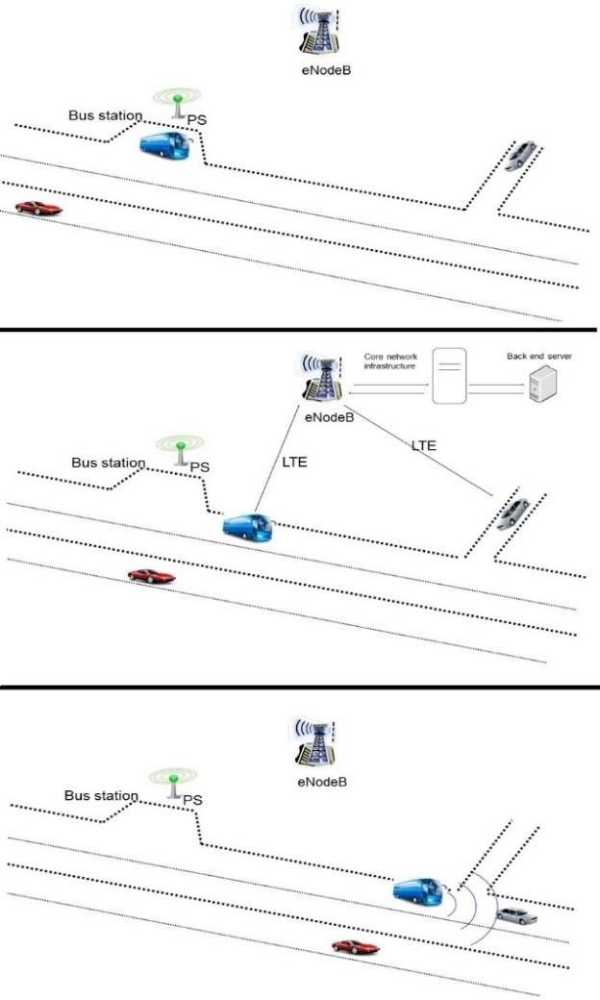 eNodeB
Bus station
PS
Core network
infrastructure
Back end server
eNodeB
LTE
LTE
Bus station
PS
eNodeB
Bus station
PS